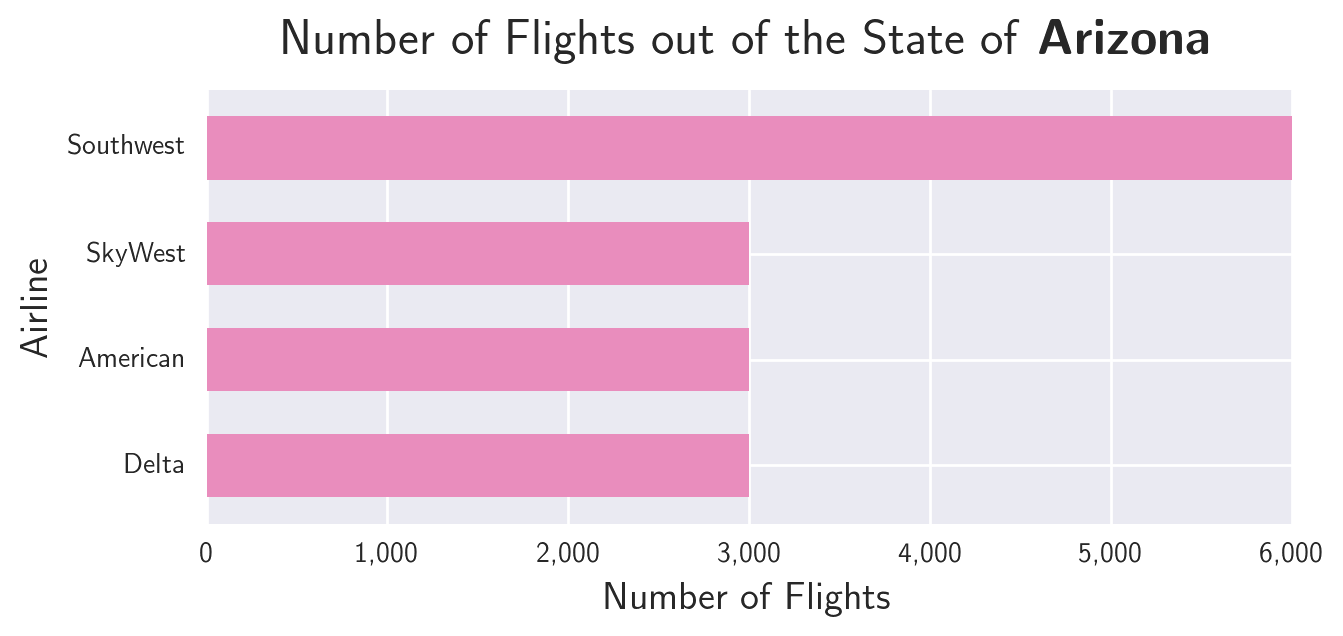 Number of Flights out of the State of Arizona
Southwest
SkyWest
American
Delta
Airline
0 1,000 2,000 3,000 4,000 5,000 6,000
Number of Flights